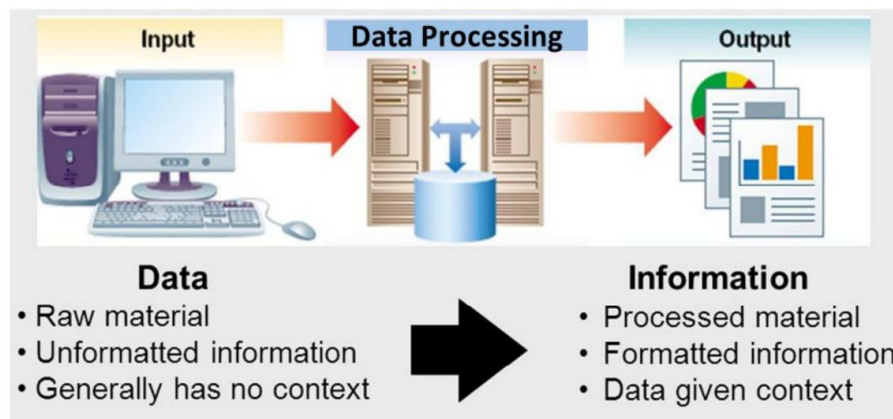 Input
Data Processing
Output
Data
• Raw material
• Unformatted information
• Generally has no context
Information
• Processed material
• Formatted information
• Data given context